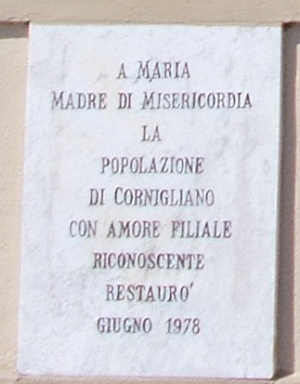 A MARIA
MADRE DI MISERICORDIA
LA
POPOLAZIONE
DI CORNIGLIANO
CON AMORE FILIALE
RICONOSCENTE
RESTAURO'
GIUGNO 1978